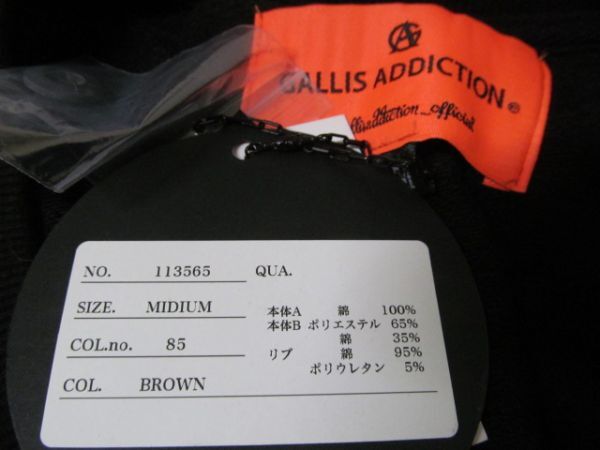 GALLIS ADDICTION®
gallisaddiction_official
NO. 113565 QUA.
SIZE. MIDIUM
COL.no. 85
COL. BROWN
本体A 綿 100%
本体B ポリエステル 65%
綿 35%
リブ 綿 95%
ポリウレタン 5%